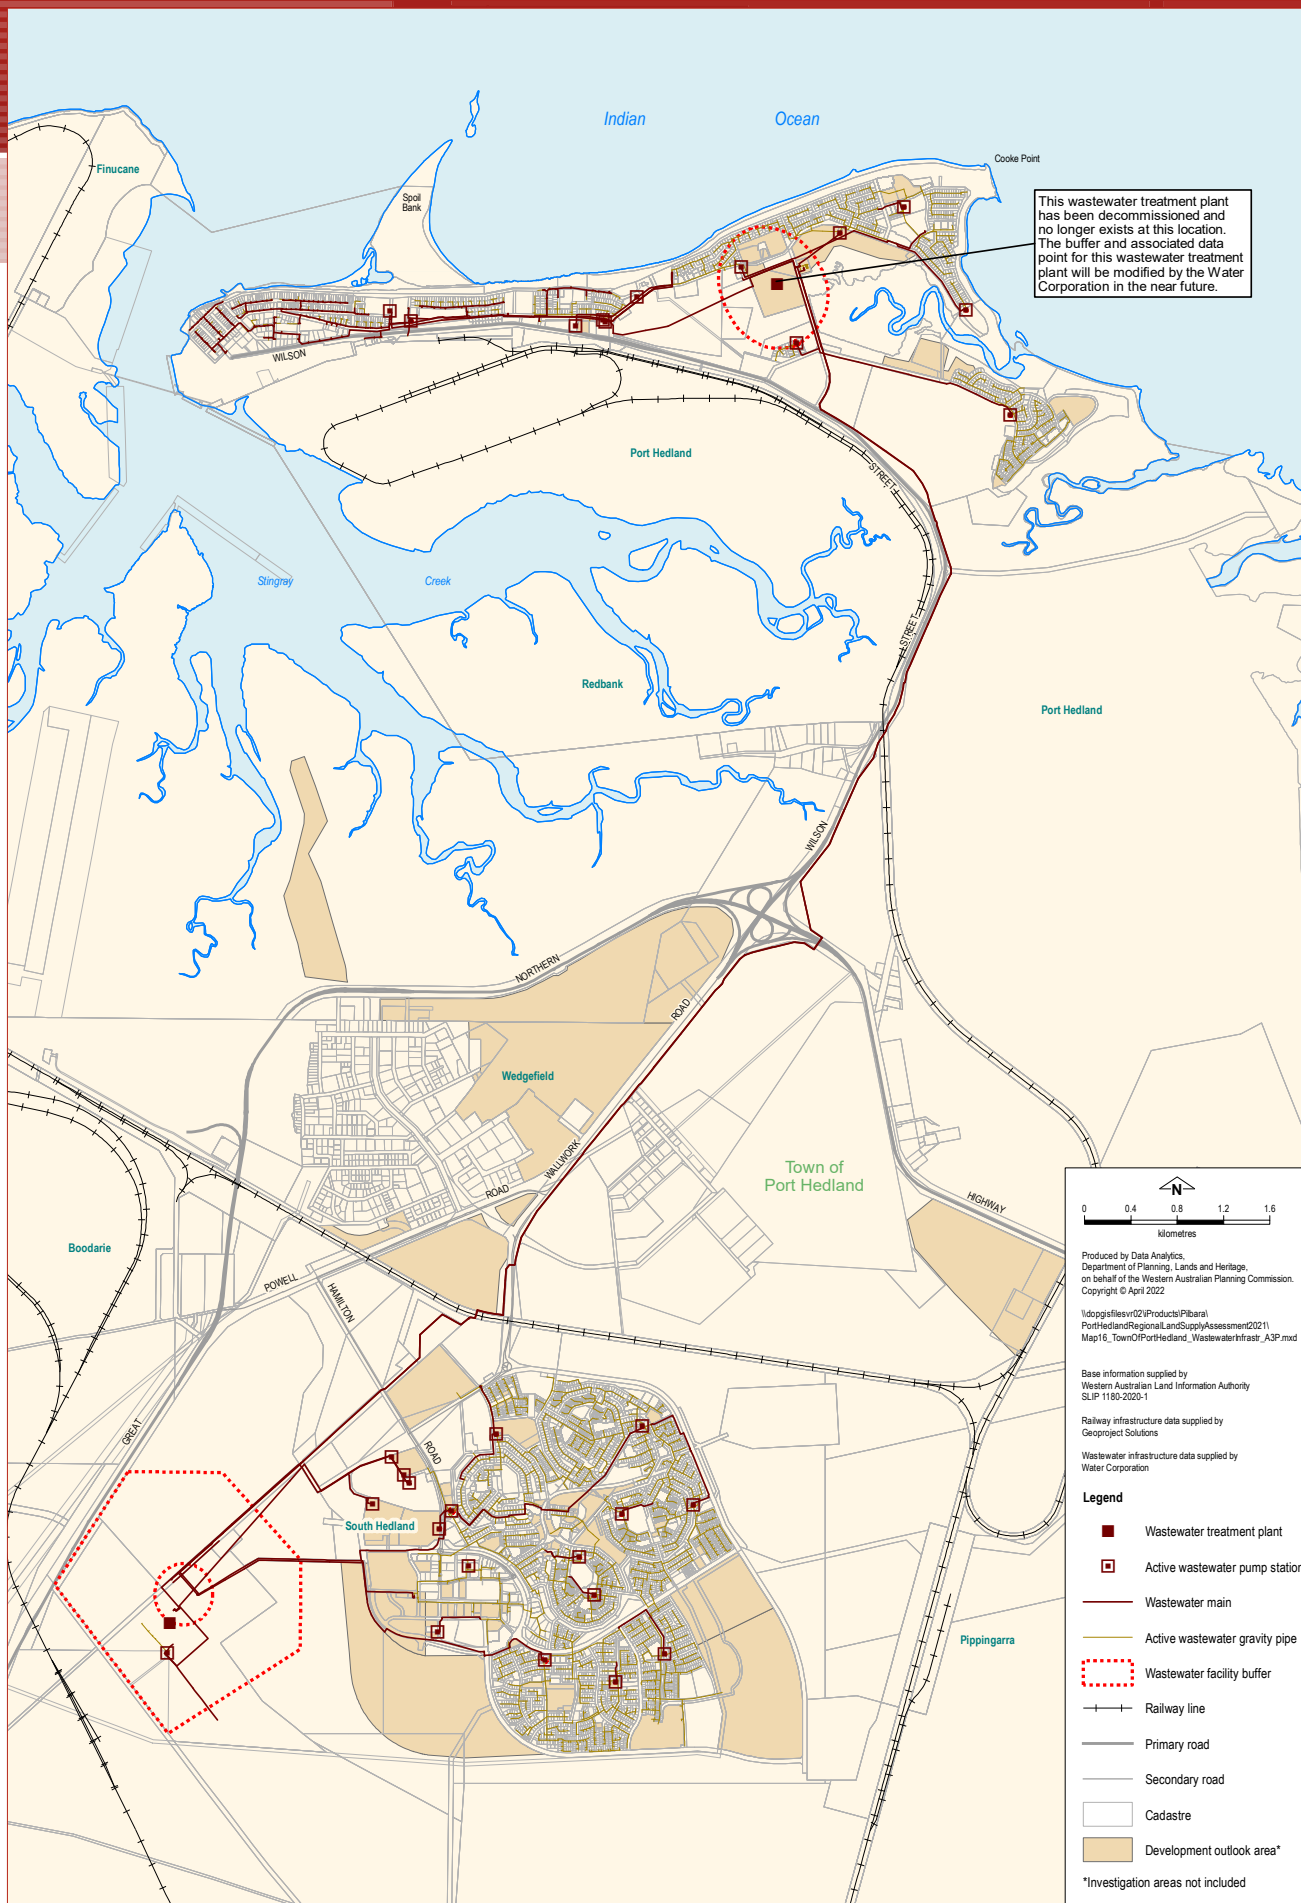 Indian Ocean
Cooke Point
Finucane
Spoil
Bank
This wastewater treatment plant
has been decommissioned and
no longer exists at this location.
The buffer and associated data
point for this wastewater treatment
plant will be modified by the Water
Corporation in the near future.
WILSON
Port Hedland
STREET
Stingray Creek
STREET
Redbank
Port Hedland
WILSON
NORTHERN
ROAD
Wedgefield
WALLWORK
ROAD
Town of
Port Hedland
HIGHWAY
Boodarie
POWELL
HAMILTON
GREAT
ROAD
South Hedland
Pippingarra
N
0 0.4 0.8 1.2 1.6
kilometres
Produced by Data Analytics,
Department of Planning, Lands and Heritage,
on behalf of the Western Australian Planning Commission.
Copyright © April 2022
\\dopgisfilesvr02\iProducts\Pilbara\
PortHedlandRegionalLandSupplyAssessment2021\
Map16_TownOfPortHedland_WastewaterInfrastr_A3P.mxd
Base information supplied by
Western Australian Land Information Authority
SLIP 1180-2020-1
Railway infrastructure data supplied by
Geoproject Solutions
Wastewater infrastructure data supplied by
Water Corporation
Legend
Wastewater treatment plant
Active wastewater pump station
Wastewater main
Active wastewater gravity pipe
Wastewater facility buffer
Railway line
Primary road
Secondary road
Cadastre
Development outlook area*
*Investigation areas not included